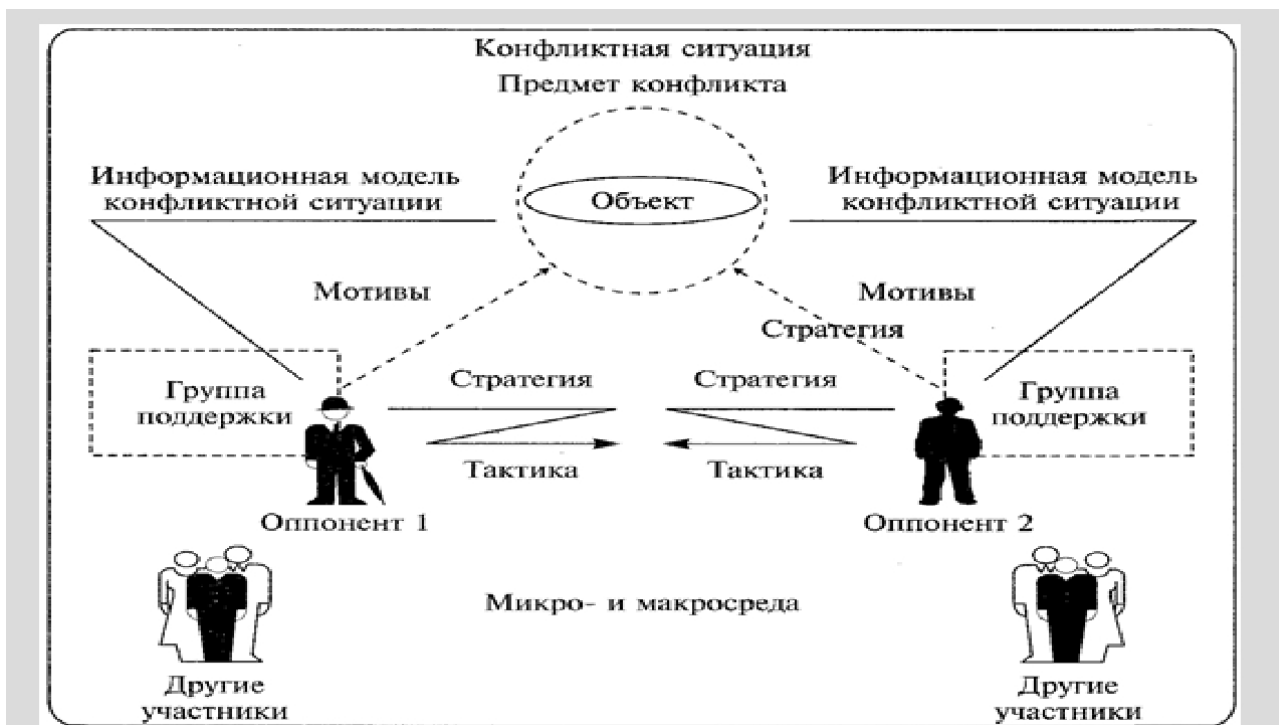 Конфликтная ситуация
Предмет конфликта
Информационная модель
конфликтной ситуации
Объект
Информационная модель
конфликтной ситуации
Мотивы
Мотивы
Стратегия
Группа
поддержки
Стратегия
Стратегия
Группа
поддержки
Тактика
Тактика
Оппонент 1
Оппонент 2
Микро- и макросреда
Другие
участники
Другие
участники